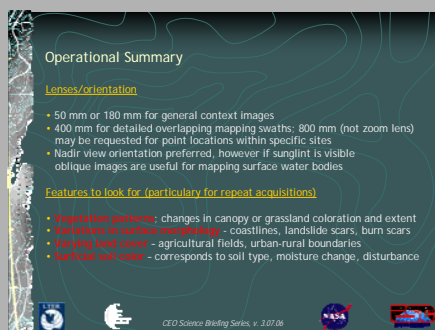 Operational Summary
Lenses/orientation
• 50 mm or 180 mm for general context images
• 400 mm for detailed overlapping mapping swaths; 800 mm (not zoom lens)
may be requested for point locations within specific sites
• Nadir view orientation preferred, however if sunglint is visible
oblique images are useful for mapping surface water bodies
Features to look for (particulary for repeat acquisitions)
• Vegetation patterns; changes in canopy or grassland coloration and extent
• Variations in surface morphology - coastlines, landslide scars, burn scars
• Varying land cover - agricultural fields, urban-rural boundaries
• Surficial soil color - corresponds to soil type, moisture change, disturbance
LTER
CEO Science Briefing Series, v. 3.07.06
NASA